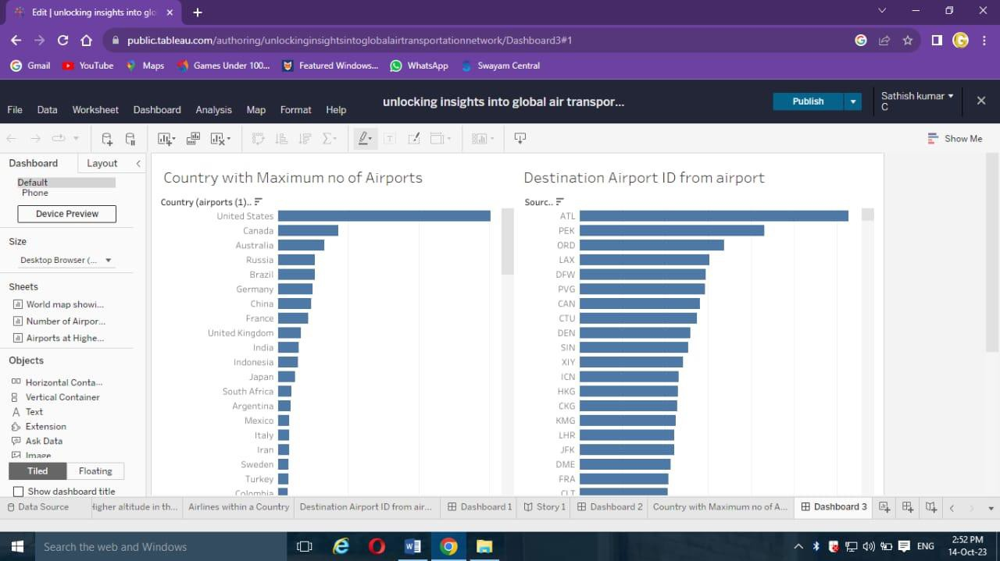 Edit | unlocking insights into glo
public.tableau.com/authoring/unlockinginsightsintoglobalairtransportationnetwork/Dashboard3#1
Gmail YouTube Maps Games Under 100... Featured Windows... WhatsApp Swayam Central
File Data Worksheet Dashboard Analysis Map Format Help
unlocking insights into global air transpor...
Publish
Sathish kumar
C
Show Me
Dashboard Layout
Default
Phone
Device Preview
Size
Desktop Browser (...
Sheets
World map showi...
Number of Airpor...
Airports at Highe...
Objects
Horizontal Conta...
Vertical Container
Text
Extension
Ask Data
Image
Tiled Floating
Show dashboard title
Country with Maximum no of Airports
Country (airports (1)..
United States
Canada
Australia
Russia
Brazil
Germany
China
France
United Kingdom
India
Indonesia
Japan
South Africa
Argentina
Mexico
Italy
Iran
Sweden
Turkey
Colombia
Destination Airport ID from airport
Sourc..
ATL
PEK
ORD
LAX
DFW
PVG
CAN
CTU
DEN
SIN
XIY
ICN
HKG
CKG
KMG
LHR
JFK
DME
FRA
CLT
Data Source Higher altitude in th... Airlines within a Country Destination Airport ID from air... Dashboard 1 Story 1 Dashboard 2 Country with Maximum no of A... Dashboard 3
Search the web and Windows
ENG
2:52 PM
14-Oct-23